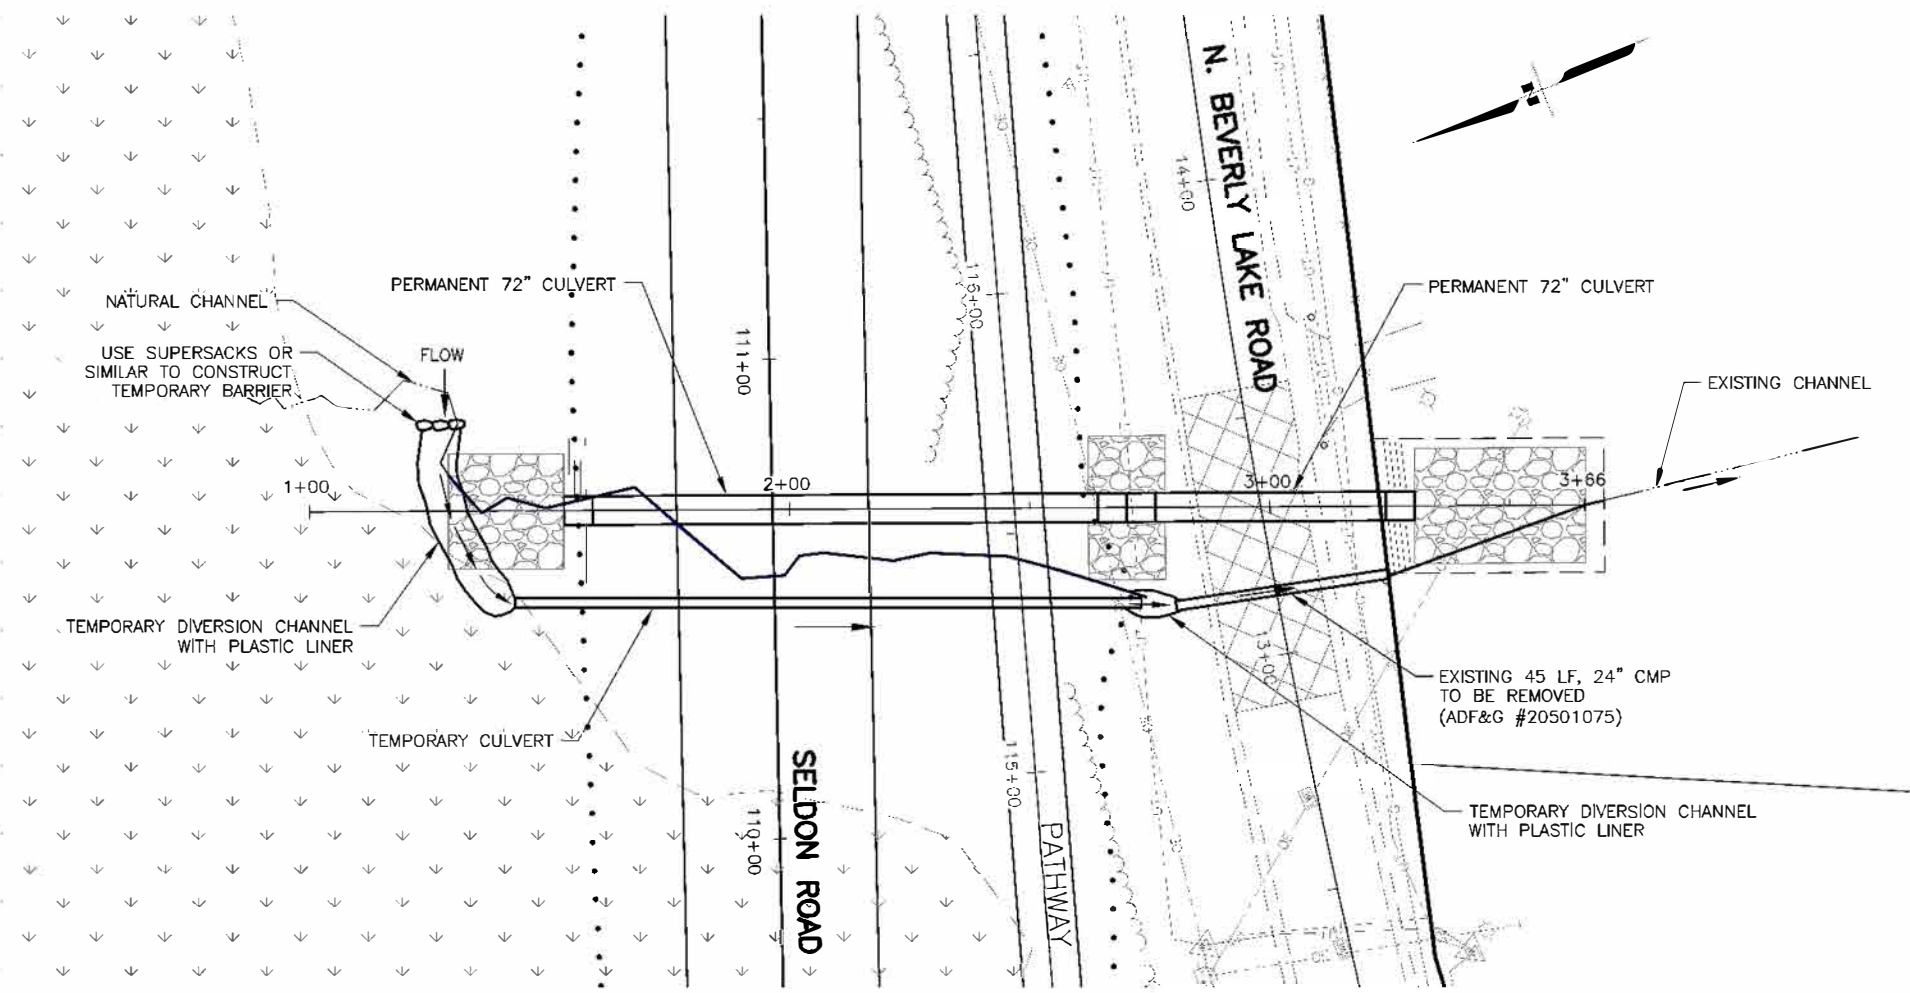 N. BEVERLY LAKE ROAD
14+00
PERMANENT 72" CULVERT
PERMANENT 72" CULVERT
NATURAL CHANNEL
USE SUPERSACKS OR
SIMILAR TO CONSTRUCT
TEMPORARY BARRIER
FLOW
111+00
116+00
EXISTING CHANNEL
1+00
2+00
3+00
3+66
TEMPORARY DIVERSION CHANNEL
WITH PLASTIC LINER
13+00
EXISTING 45 LF, 24" CMP
TO BE REMOVED
(ADF&G #20501075)
TEMPORARY CULVERT
SELDON ROAD
110+00
115+00
PATHWAY
TEMPORARY DIVERSION CHANNEL
WITH PLASTIC LINER